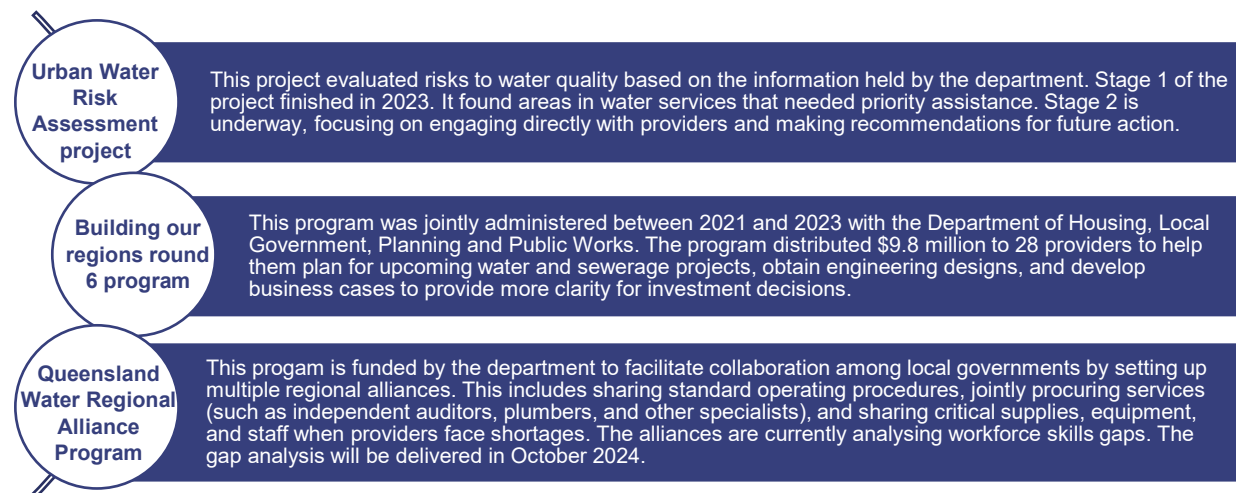 Urban Water
Risk
Assessment
project
This project evaluated risks to water quality based on the information held by the department. Stage 1 of the
project finished in 2023. It found areas in water services that needed priority assistance. Stage 2 is
underway, focusing on engaging directly with providers and making recommendations for future action.
Building our
regions round
6 program
This program was jointly administered between 2021 and 2023 with the Department of Housing, Local
Government, Planning and Public Works. The program distributed $9.8 million to 28 providers to help
them plan for upcoming water and sewerage projects, obtain engineering designs, and develop
business cases to provide more clarity for investment decisions.
Queensland
Water Regional
Alliance
Program
This progam is funded by the department to facilitate collaboration among local governments by setting up
multiple regional alliances. This includes sharing standard operating procedures, jointly procuring services
(such as independent auditors, plumbers, and other specialists), and sharing critical supplies, equipment,
and staff when providers face shortages. The alliances are currently analysing workforce skills gaps. The
gap analysis will be delivered in October 2024.